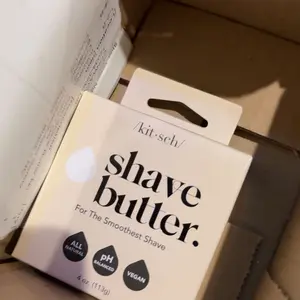 /kit•sch/
shave
butter.
For The Smoothest Shave
ALL
NATURAL
pH
BALANCED
VEGAN
4 oz. (113g)